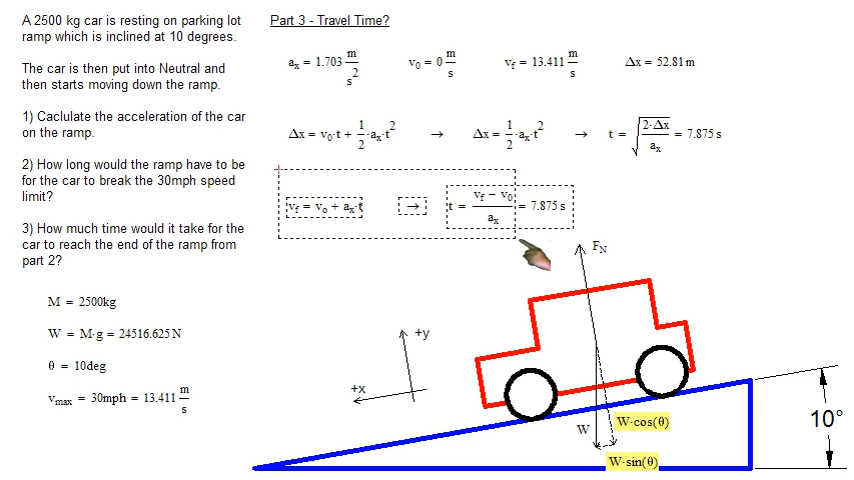 A 2500 kg car is resting on parking lot
ramp which is inclined at 10 degrees.
The car is then put into Neutral and
then starts moving down the ramp.
1) Caclulate the acceleration of the car
on the ramp.
2) How long would the ramp have to be
for the car to break the 30mph speed
limit?
3) How much time would it take for the
car to reach the end of the ramp from
part 2?
M = 2500kg
W = M·g = 24516.625 N
θ = 10deg
vmax = 30mph = 13.411 m/s
Part 3 - Travel Time?
ax = 1.703 m/s² v0 = 0 m/s vf = 13.411 m/s Δx = 52.81 m
Δx = v0·t + 1/2·ax·t² → Δx = 1/2·ax·t² → t = √(2·Δx/ax) = 7.875 s
vf = vo + ax·t → t = (vf − vo)/ax = 7.875 s
FN
+y
+x
W
W·cos(θ)
W·sin(θ)
10°